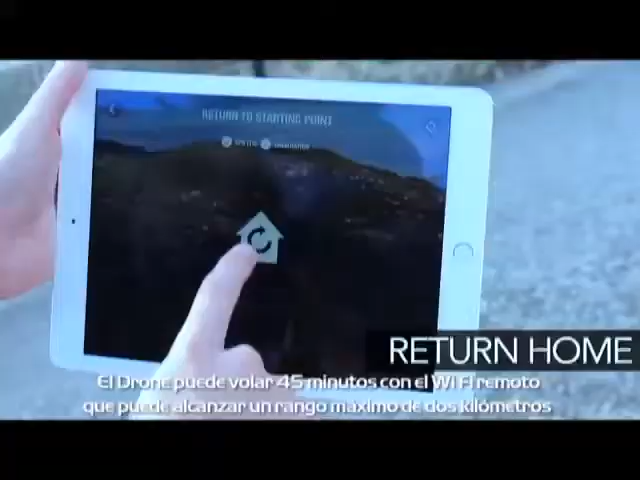 RETURN TO STARTING POINT
RETURN HOME
El Drone puede volar 45 minutos con el Wi Fi remoto
que puede alcanzar un rango máximo de dos kilómetros